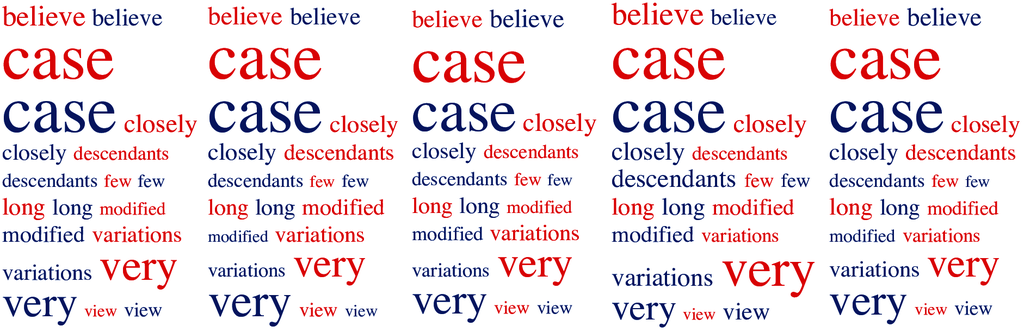 believe believe
case
case closely
closely descendants
descendants few few
long long modified
modified variations
variations very
very view view
believe believe
case
case closely
closely descendants
descendants few few
long long modified
modified variations
variations very
very view view
believe believe
case
case closely
closely descendants
descendants few few
long long modified
modified variations
variations very
very view view
believe believe
case
case closely
closely descendants
descendants few few
long long modified
modified variations
variations very
very view view
believe believe
case
case closely
closely descendants
descendants few few
long long modified
modified variations
variations very
very view view